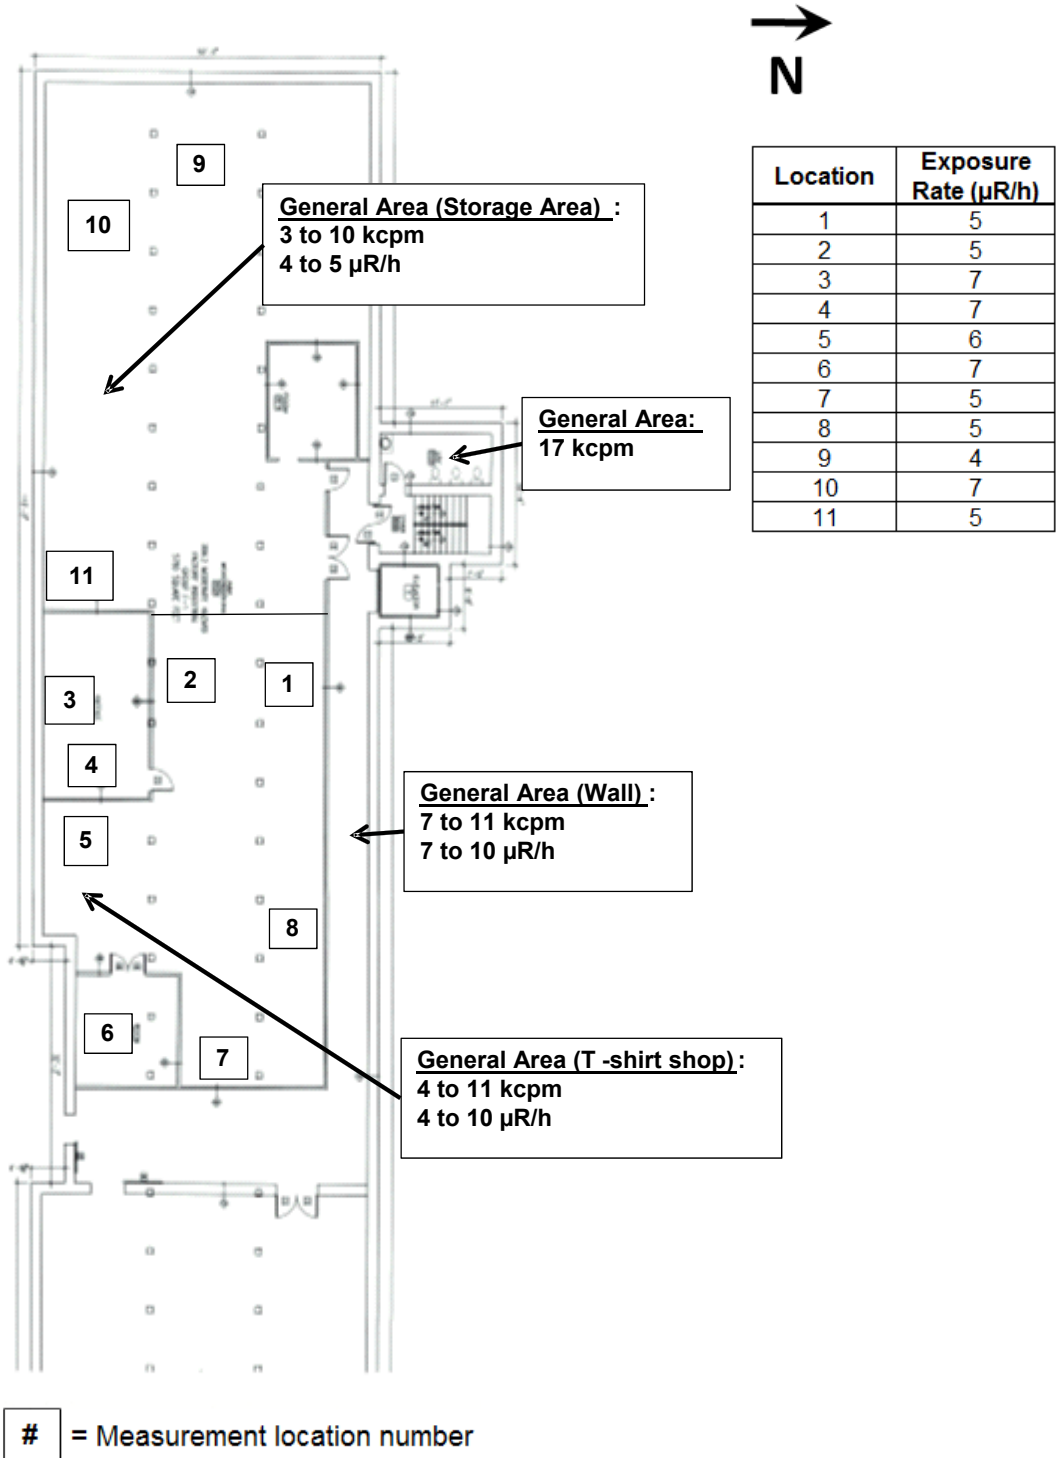 N
Location Exposure Rate (µR/h)
1 5
2 5
3 7
4 7
5 6
6 7
7 5
8 5
9 4
10 7
11 5
9
10
General Area (Storage Area) :
3 to 10 kcpm
4 to 5 µR/h
General Area:
17 kcpm
11
2
1
3
4
General Area (Wall) :
7 to 11 kcpm
7 to 10 µR/h
5
8
6
7
General Area (T -shirt shop) :
4 to 11 kcpm
4 to 10 µR/h
# = Measurement location number